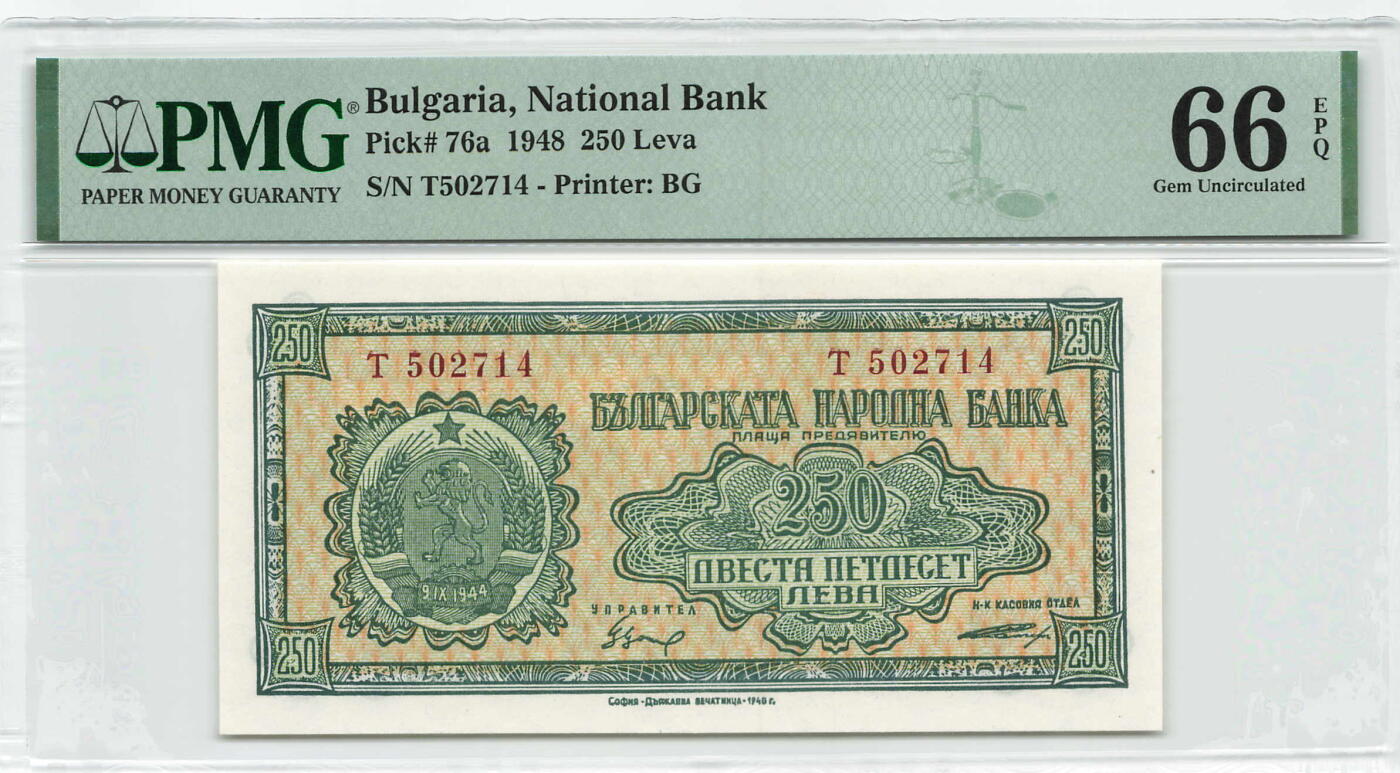 PMG®
PAPER MONEY GUARANTY
Bulgaria, National Bank
Pick# 76a 1948 250 Leva
S/N T502714 - Printer: BG
66
EPQ
Gem Uncirculated
250
250
Т 502714
Т 502714
БЪЛГАРСКАТА НАРОДНА БАНКА
ПЛАЩА ПРЕДЯВИТЕЛЮ
250
ДВЕСТА ПЕТДЕСЕТ
ЛЕВА
9 IX 1944
УПРАВИТЕЛ
Н-К КАСОВИЯ ОТДЕЛ
250
250
София - Държавна печатница - 1948 г.